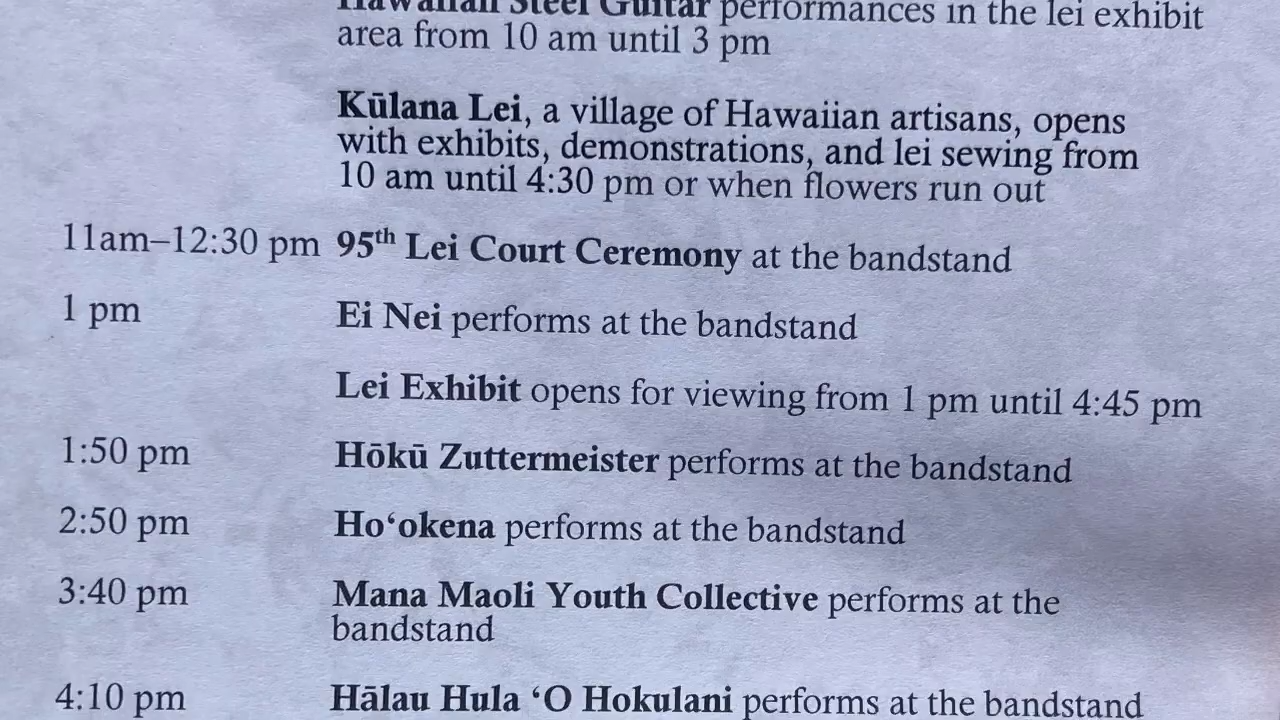 Hawaiian Steel Guitar performances in the lei exhibit
area from 10 am until 3 pm
Kūlana Lei, a village of Hawaiian artisans, opens
with exhibits, demonstrations, and lei sewing from
10 am until 4:30 pm or when flowers run out
11am–12:30 pm 95th Lei Court Ceremony at the bandstand
1 pm Ei Nei performs at the bandstand
Lei Exhibit opens for viewing from 1 pm until 4:45 pm
1:50 pm Hōkū Zuttermeister performs at the bandstand
2:50 pm Hoʻokena performs at the bandstand
3:40 pm Mana Maoli Youth Collective performs at the
bandstand
4:10 pm Hālau Hula ʻO Hokulani performs at the bandstand